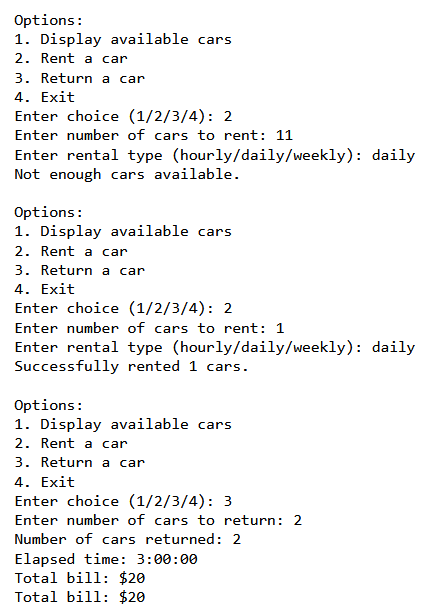 Options:
1. Display available cars
2. Rent a car
3. Return a car
4. Exit
Enter choice (1/2/3/4): 2
Enter number of cars to rent: 11
Enter rental type (hourly/daily/weekly): daily
Not enough cars available.

Options:
1. Display available cars
2. Rent a car
3. Return a car
4. Exit
Enter choice (1/2/3/4): 2
Enter number of cars to rent: 1
Enter rental type (hourly/daily/weekly): daily
Successfully rented 1 cars.

Options:
1. Display available cars
2. Rent a car
3. Return a car
4. Exit
Enter choice (1/2/3/4): 3
Enter number of cars to return: 2
Number of cars returned: 2
Elapsed time: 3:00:00
Total bill: $20
Total bill: $20